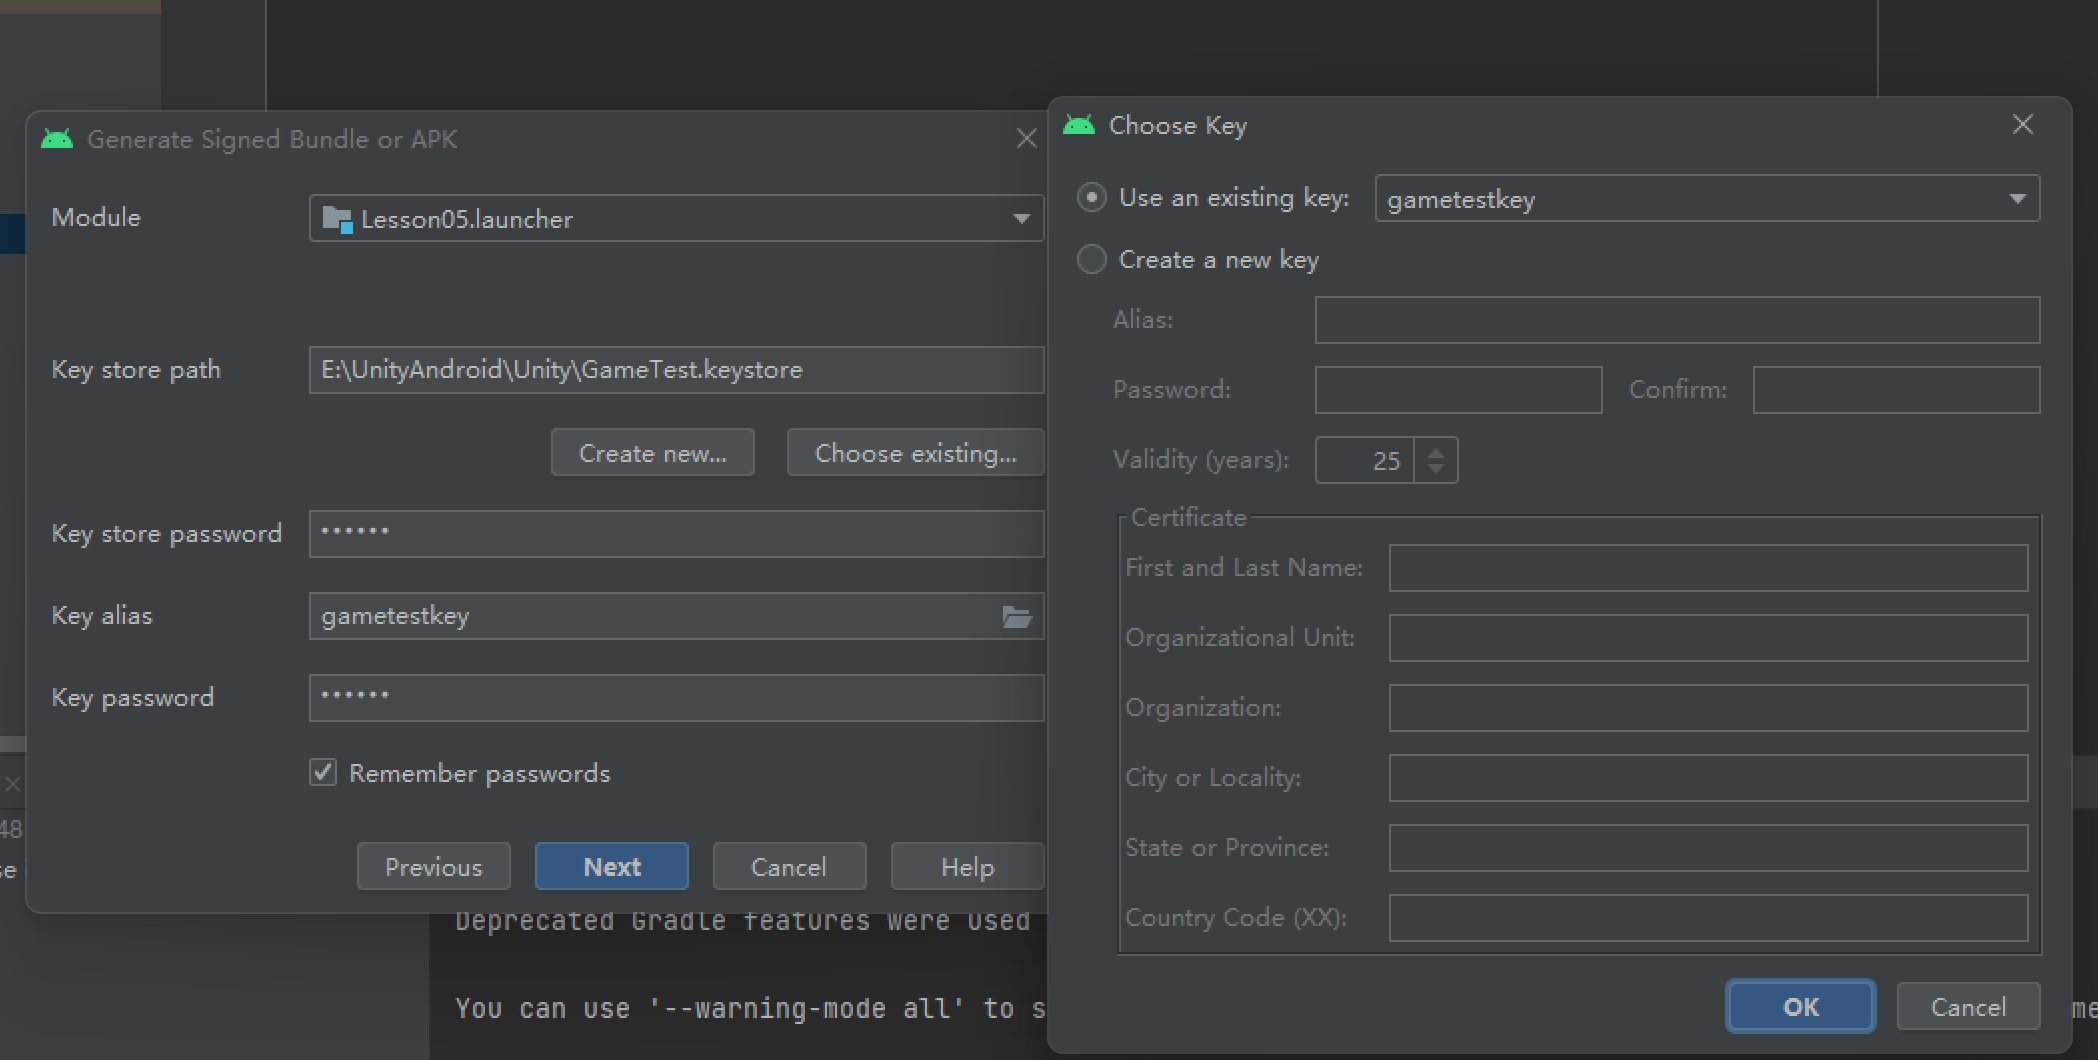 Generate Signed Bundle or APK
Module
Lesson05.launcher
Key store path
E:\UnityAndroid\Unity\GameTest.keystore
Create new...
Choose existing...
Key store password
••••••
Key alias
gametestkey
Key password
••••••
Remember passwords
Previous
Next
Cancel
Help
Choose Key
Use an existing key:
gametestkey
Create a new key
Alias:
Password:
Confirm:
Validity (years):
25
Certificate
First and Last Name:
Organizational Unit:
Organization:
City or Locality:
State or Province:
Country Code (XX):
OK
Cancel
48
Deprecated Gradle features were used
You can use '--warning-mode all' to s